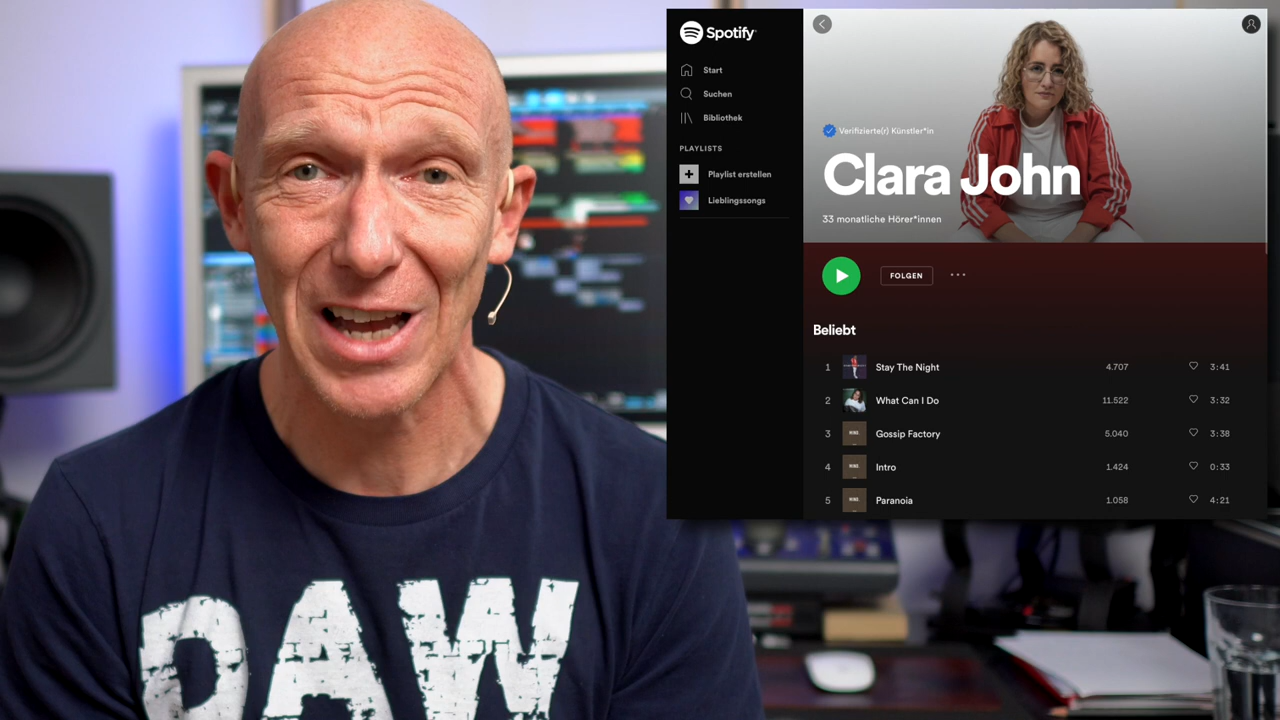 Spotify
Start
Suchen
Bibliothek
PLAYLISTS
Playlist erstellen
Lieblingssongs
Verifizierte(r) Künstler*in
Clara John
33 monatliche Hörer*innen
FOLGEN
Beliebt
1 Stay The Night 4.707 3:41
2 What Can I Do 11.522 3:32
3 Gossip Factory 5.040 3:38
4 Intro 1.424 0:33
5 Paranoia 1.058 4:21
DAW